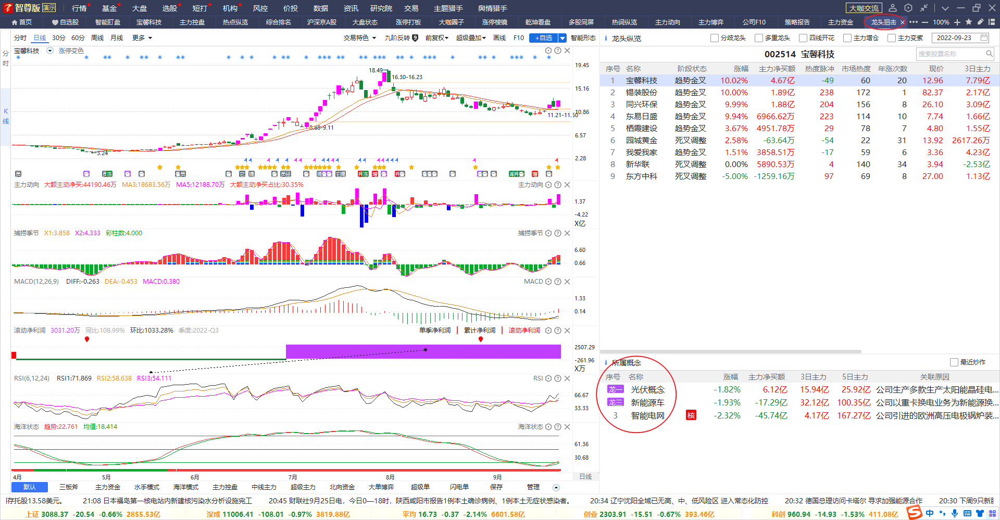 智尊版 演示 行情 基金 大盘 选股 短打 机构 风控 价投 数据 资讯 研究院 交易 主题猎手 舆情猎手 大咖交流
首页 自选股 智能盯盘 宝馨科技 主力控盘 热点纵览 综合排名 沪深京A股 大盘状态 涨停打板 大咖圈子 涨停棱镜 乾坤看盘 多股同屏 热词纵览 主力动向 主力博弈 公司F10 策略报告 主力资金 龙头狙击 100%
分时 日线 30分 60分 周线 月线 更多 交易特色 九阶反转 9 前复权 超级叠加 画线 F10 +自选 智能形态
分时
K线
宝馨科技 涨停变色
19.45
18.49
16.30-16.23
15.16
11.21-11.50
10.86
8.88-9.11
6.57
3.24
2.28
主力动向 大额主动净买:44190.46万 MA3:18683.56万 MA5:12188.70万 大额主动净买占比:30.35% 主力动向
1.37
-4.22
X亿
捕捞季节 X1:3.858 X2:4.333 彩柱数:4.000 捕捞季节
6.60
0.66
MACD(12,26,9) DIFF:-0.263 DEA:-0.453 MACD:0.380 MACD
1.33
0.14
滚动净利润 3031.20万 同比:108.99% 环比:1033.28% 季度:2022-Q3 单季净利润 累计净利润 滚动净利润
2507.29
-261.96
X万
RSI(6,12,24) RSI1:71.869 RSI2:58.638 RSI3:54.111 RSI
66.67
33.33
海洋状态 趋势:22.761 均值:18.414 海洋状态
61.36
30.68
4月 5月 6月 7月 8月 9月 日线
默认 三板斧 主力资金 水手模式 海洋模式 主力控盘 中线主力 超级主力 北向资金 大单博弈 超级单 闪电单 保存 管理
龙头纵览 分歧龙头 多重龙头 四线开花 主力增仓 主力变紫 2022-09-23
002514 宝馨科技 搜索股票名称
序号 名称 阶段状态 涨幅 主力净买额 热度脉冲 市场热度 年涨次数 现价 3日主力
1 宝馨科技 趋势金叉 10.02% 4.67亿 -49 60 20 12.96 7.79亿
2 锡装股份 趋势金叉 10.00% 1.89亿 238 172 1 82.37 2.17亿
3 同兴环保 趋势金叉 9.99% 1.88亿 204 156 8 26.10 3.09亿
4 东易日盛 趋势金叉 9.94% 6966.62万 223 114 10 7.74 1.66亿
5 栖霞建设 趋势金叉 3.67% 4951.78万 29 78 7 4.80 1.55亿
6 园城黄金 死叉调整 2.58% -63.64万 -54 22 31 13.92 2617.26万
7 我爱我家 趋势金叉 1.51% 3858.51万 -17 59 6 3.36 4.23亿
8 新华联 死叉调整 0.00% 5890.53万 4 140 34 3.94 -2.53亿
9 东方中科 死叉调整 -5.00% -1259.16万 97 69 8 27.00 1.13亿
所属概念 最近炒作
序号 名称 涨幅 主力净买额 3日主力 5日主力 关联原因
龙一 光伏概念 -1.82% 6.12亿 15.94亿 25.92亿 公司生产多款生产太阳能晶硅电...
龙三 新能源车 -1.93% -17.29亿 32.12亿 100.35亿 公司以重卡换电业务为新能源换...
3 智能电网 核 -2.32% -45.74亿 4.17亿 167.27亿 公司引进的欧洲高压电极锅炉装...
存托股13.58美元。 21:08 日本福岛第一核电站内新建核污染水分析设施完工 20:45 财联社9月25日电，今日0—18时，陕西咸阳市报告1例本土确诊病例、1例本土无症状感染者。 20:34 辽宁沈阳全域已无高、中、低风险区 进入常态化防控 20:32 德国总理访问卡塔尔 寻求加强能源合作 20:30 下周9只新
上证 3088.37 -20.54 -0.66% 2855.53亿 深成 11006.41 -108.01 -0.97% 3819.88亿 平均 16.73 -0.37 -2.14% 6601.58亿 创业 2303.91 -15.51 -0.67% 393.46亿 科创 960.94 -14.93 -1.53% 411.08亿 中